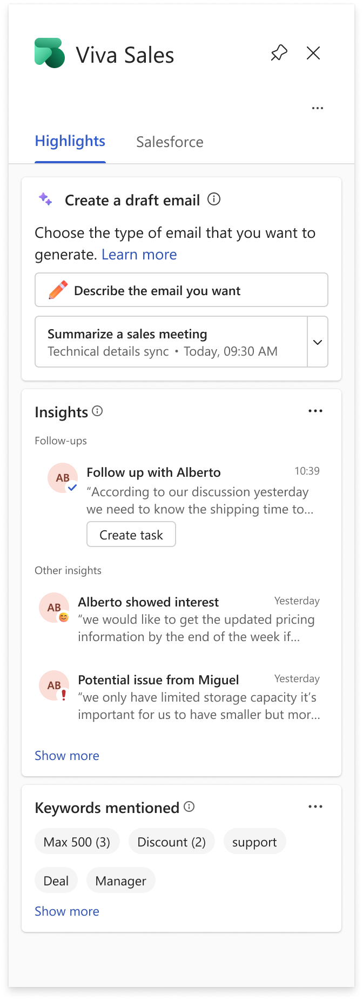 Viva Sales
...
Highlights
Salesforce
Create a draft email
Choose the type of email that you want to
generate. Learn more
Describe the email you want
Summarize a sales meeting
Technical details sync • Today, 09:30 AM
Insights
...
Follow-ups
AB
Follow up with Alberto
10:39
“According to our discussion yesterday
we need to know the shipping time to...
Create task
Other insights
AB
Alberto showed interest
Yesterday
“we would like to get the updated pricing
information by the end of the week if...
AB
Potential issue from Miguel
Yesterday
“we only have limited storage capacity it’s
important for us to have smaller but mor...
Show more
Keywords mentioned
...
Max 500 (3)
Discount (2)
support
Deal
Manager
Show more